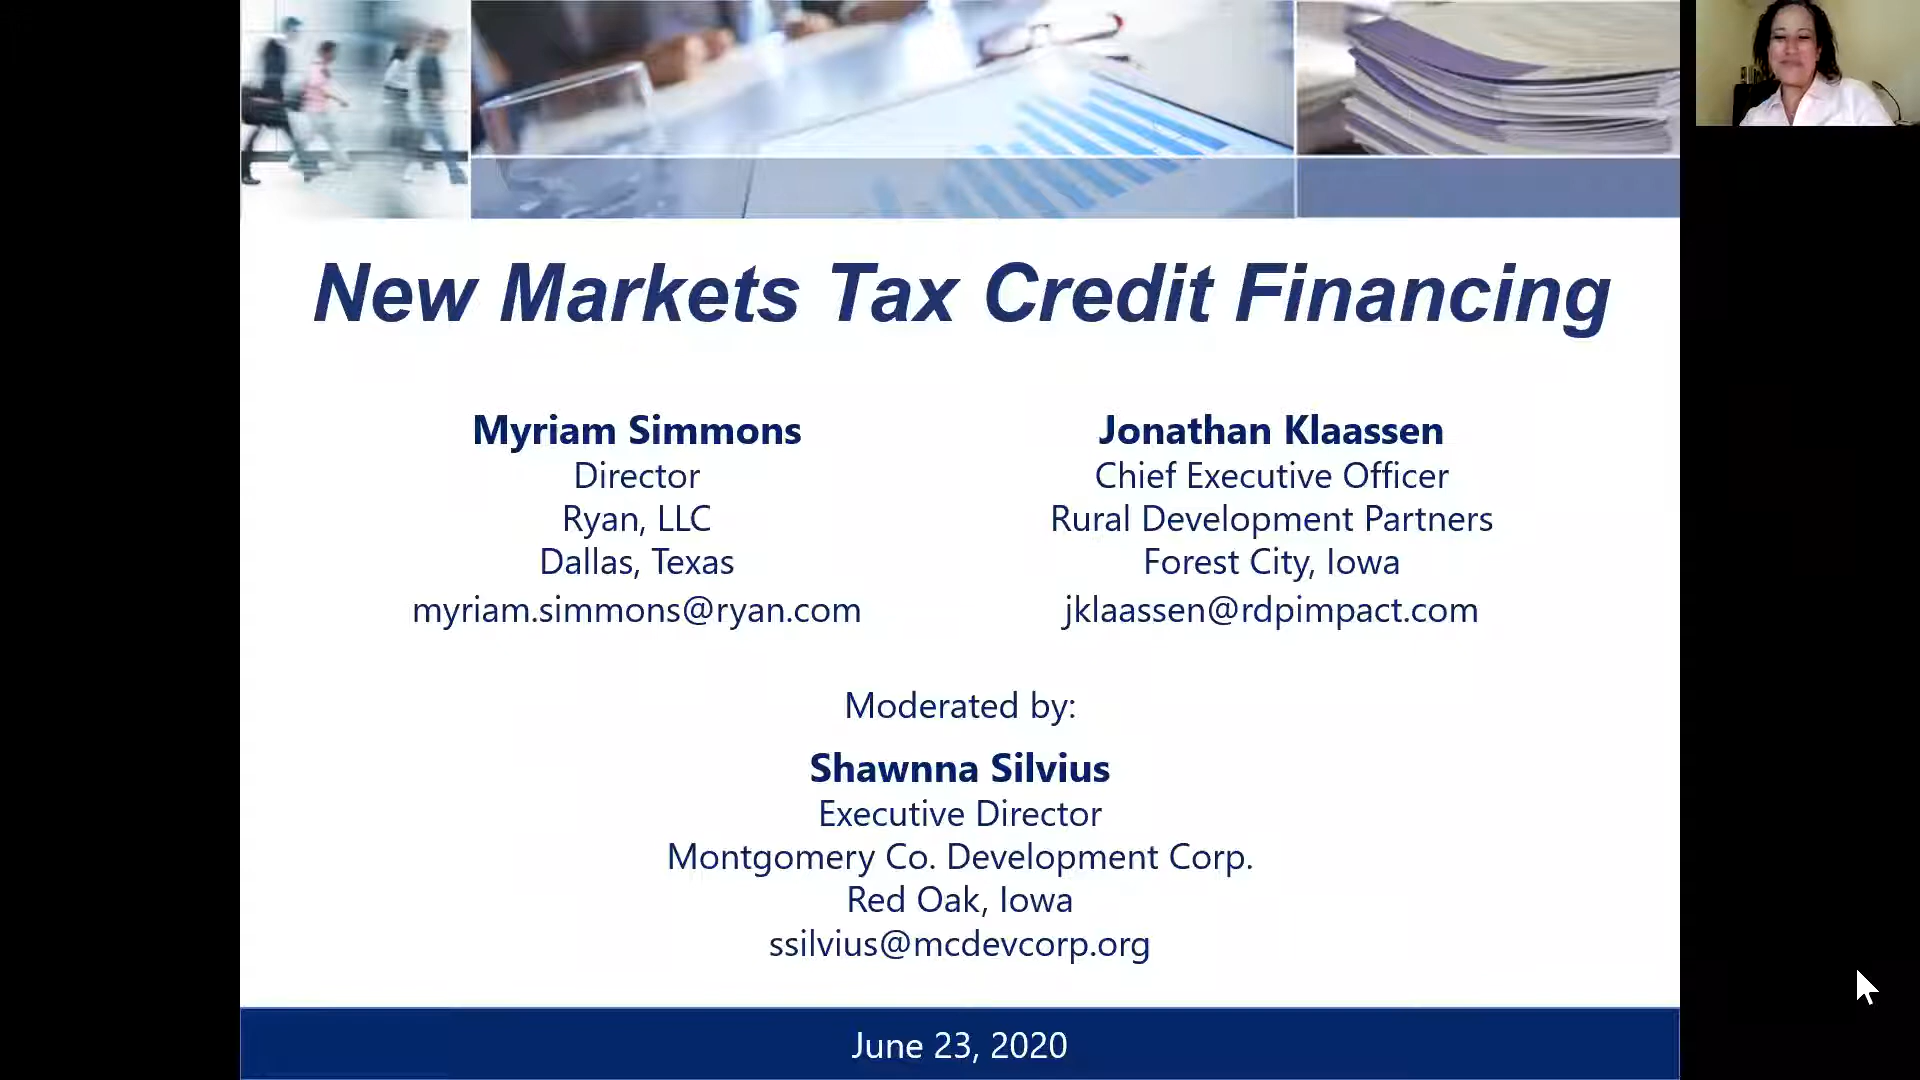 New Markets Tax Credit Financing
Myriam Simmons
Director
Ryan, LLC
Dallas, Texas
myriam.simmons@ryan.com
Jonathan Klaassen
Chief Executive Officer
Rural Development Partners
Forest City, Iowa
jklaassen@rdpimpact.com
Moderated by:
Shawnna Silvius
Executive Director
Montgomery Co. Development Corp.
Red Oak, Iowa
ssilvius@mcdevcorp.org
June 23, 2020